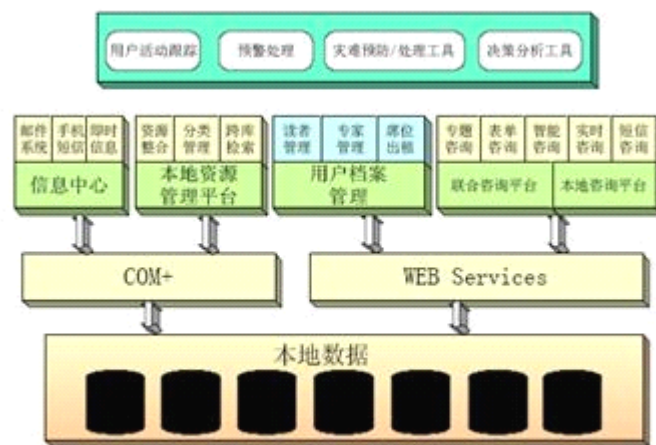 用户活动跟踪 预警处理 灾难预防/处理工具 决策分析工具
邮件系统 手机短信 即时信息 资源整合 分类管理 跨库检索 读者管理 专家管理 席位出租 专题咨询 表单咨询 智能咨询 实时咨询 短信咨询
信息中心 本地资源管理平台 用户档案管理 联合咨询平台 本地咨询平台
COM+ WEB Services
本地数据